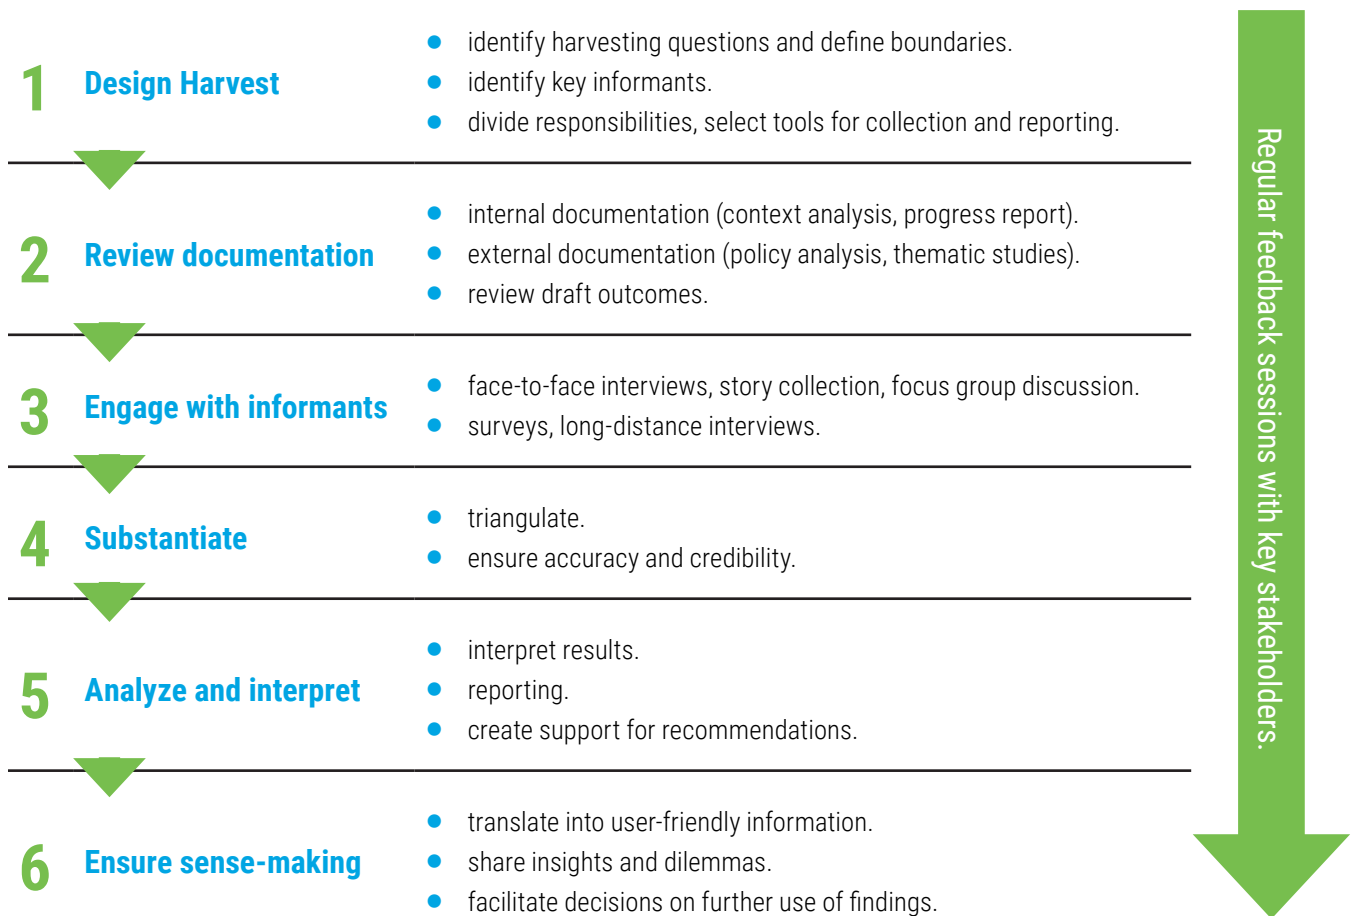 1
Design Harvest
identify harvesting questions and define boundaries.
identify key informants.
divide responsibilities, select tools for collection and reporting.
2
Review documentation
internal documentation (context analysis, progress report).
external documentation (policy analysis, thematic studies).
review draft outcomes.
3
Engage with informants
face-to-face interviews, story collection, focus group discussion.
surveys, long-distance interviews.
4
Substantiate
triangulate.
ensure accuracy and credibility.
5
Analyze and interpret
interpret results.
reporting.
create support for recommendations.
6
Ensure sense-making
translate into user-friendly information.
share insights and dilemmas.
facilitate decisions on further use of findings.
Regular feedback sessions with key stakeholders.